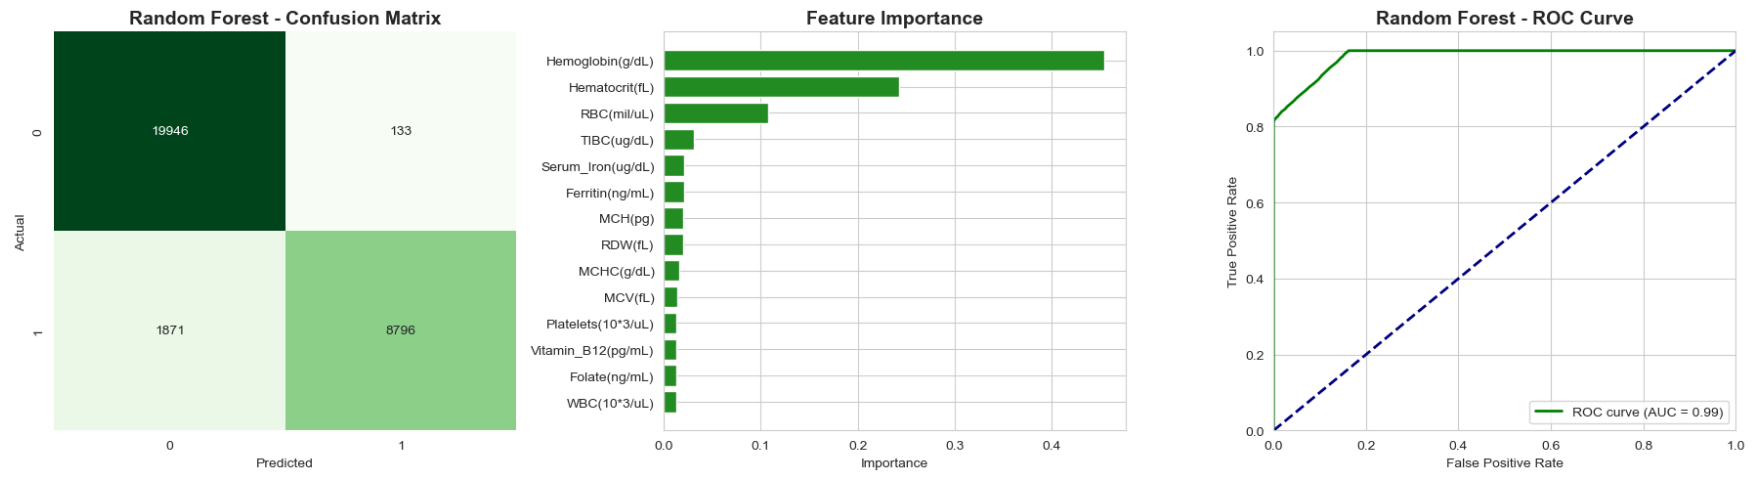 Random Forest - Confusion Matrix
Actual
0
1
19946
133
1871
8796
0
1
Predicted
Feature Importance
Hemoglobin(g/dL)
Hematocrit(fL)
RBC(mil/uL)
TIBC(ug/dL)
Serum_Iron(ug/dL)
Ferritin(ng/mL)
MCH(pg)
RDW(fL)
MCHC(g/dL)
MCV(fL)
Platelets(10*3/uL)
Vitamin_B12(pg/mL)
Folate(ng/mL)
WBC(10*3/uL)
0.0 0.1 0.2 0.3 0.4
Importance
Random Forest - ROC Curve
True Positive Rate
1.0
0.8
0.6
0.4
0.2
0.0
ROC curve (AUC = 0.99)
0.0 0.2 0.4 0.6 0.8 1.0
False Positive Rate